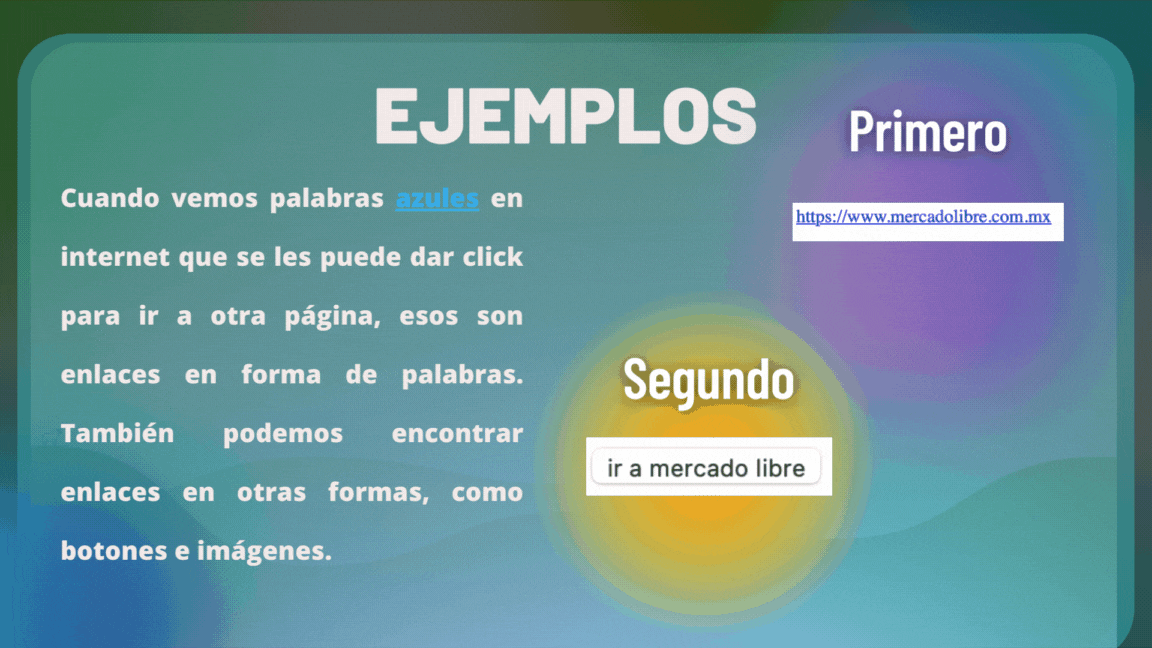 EJEMPLOS
Cuando vemos palabras azules en
internet que se les puede dar click
para ir a otra página, esos son
enlaces en forma de palabras.
También podemos encontrar
enlaces en otras formas, como
botones e imágenes.
Primero
https://www.mercadolibre.com.mx
Segundo
ir a mercado libre